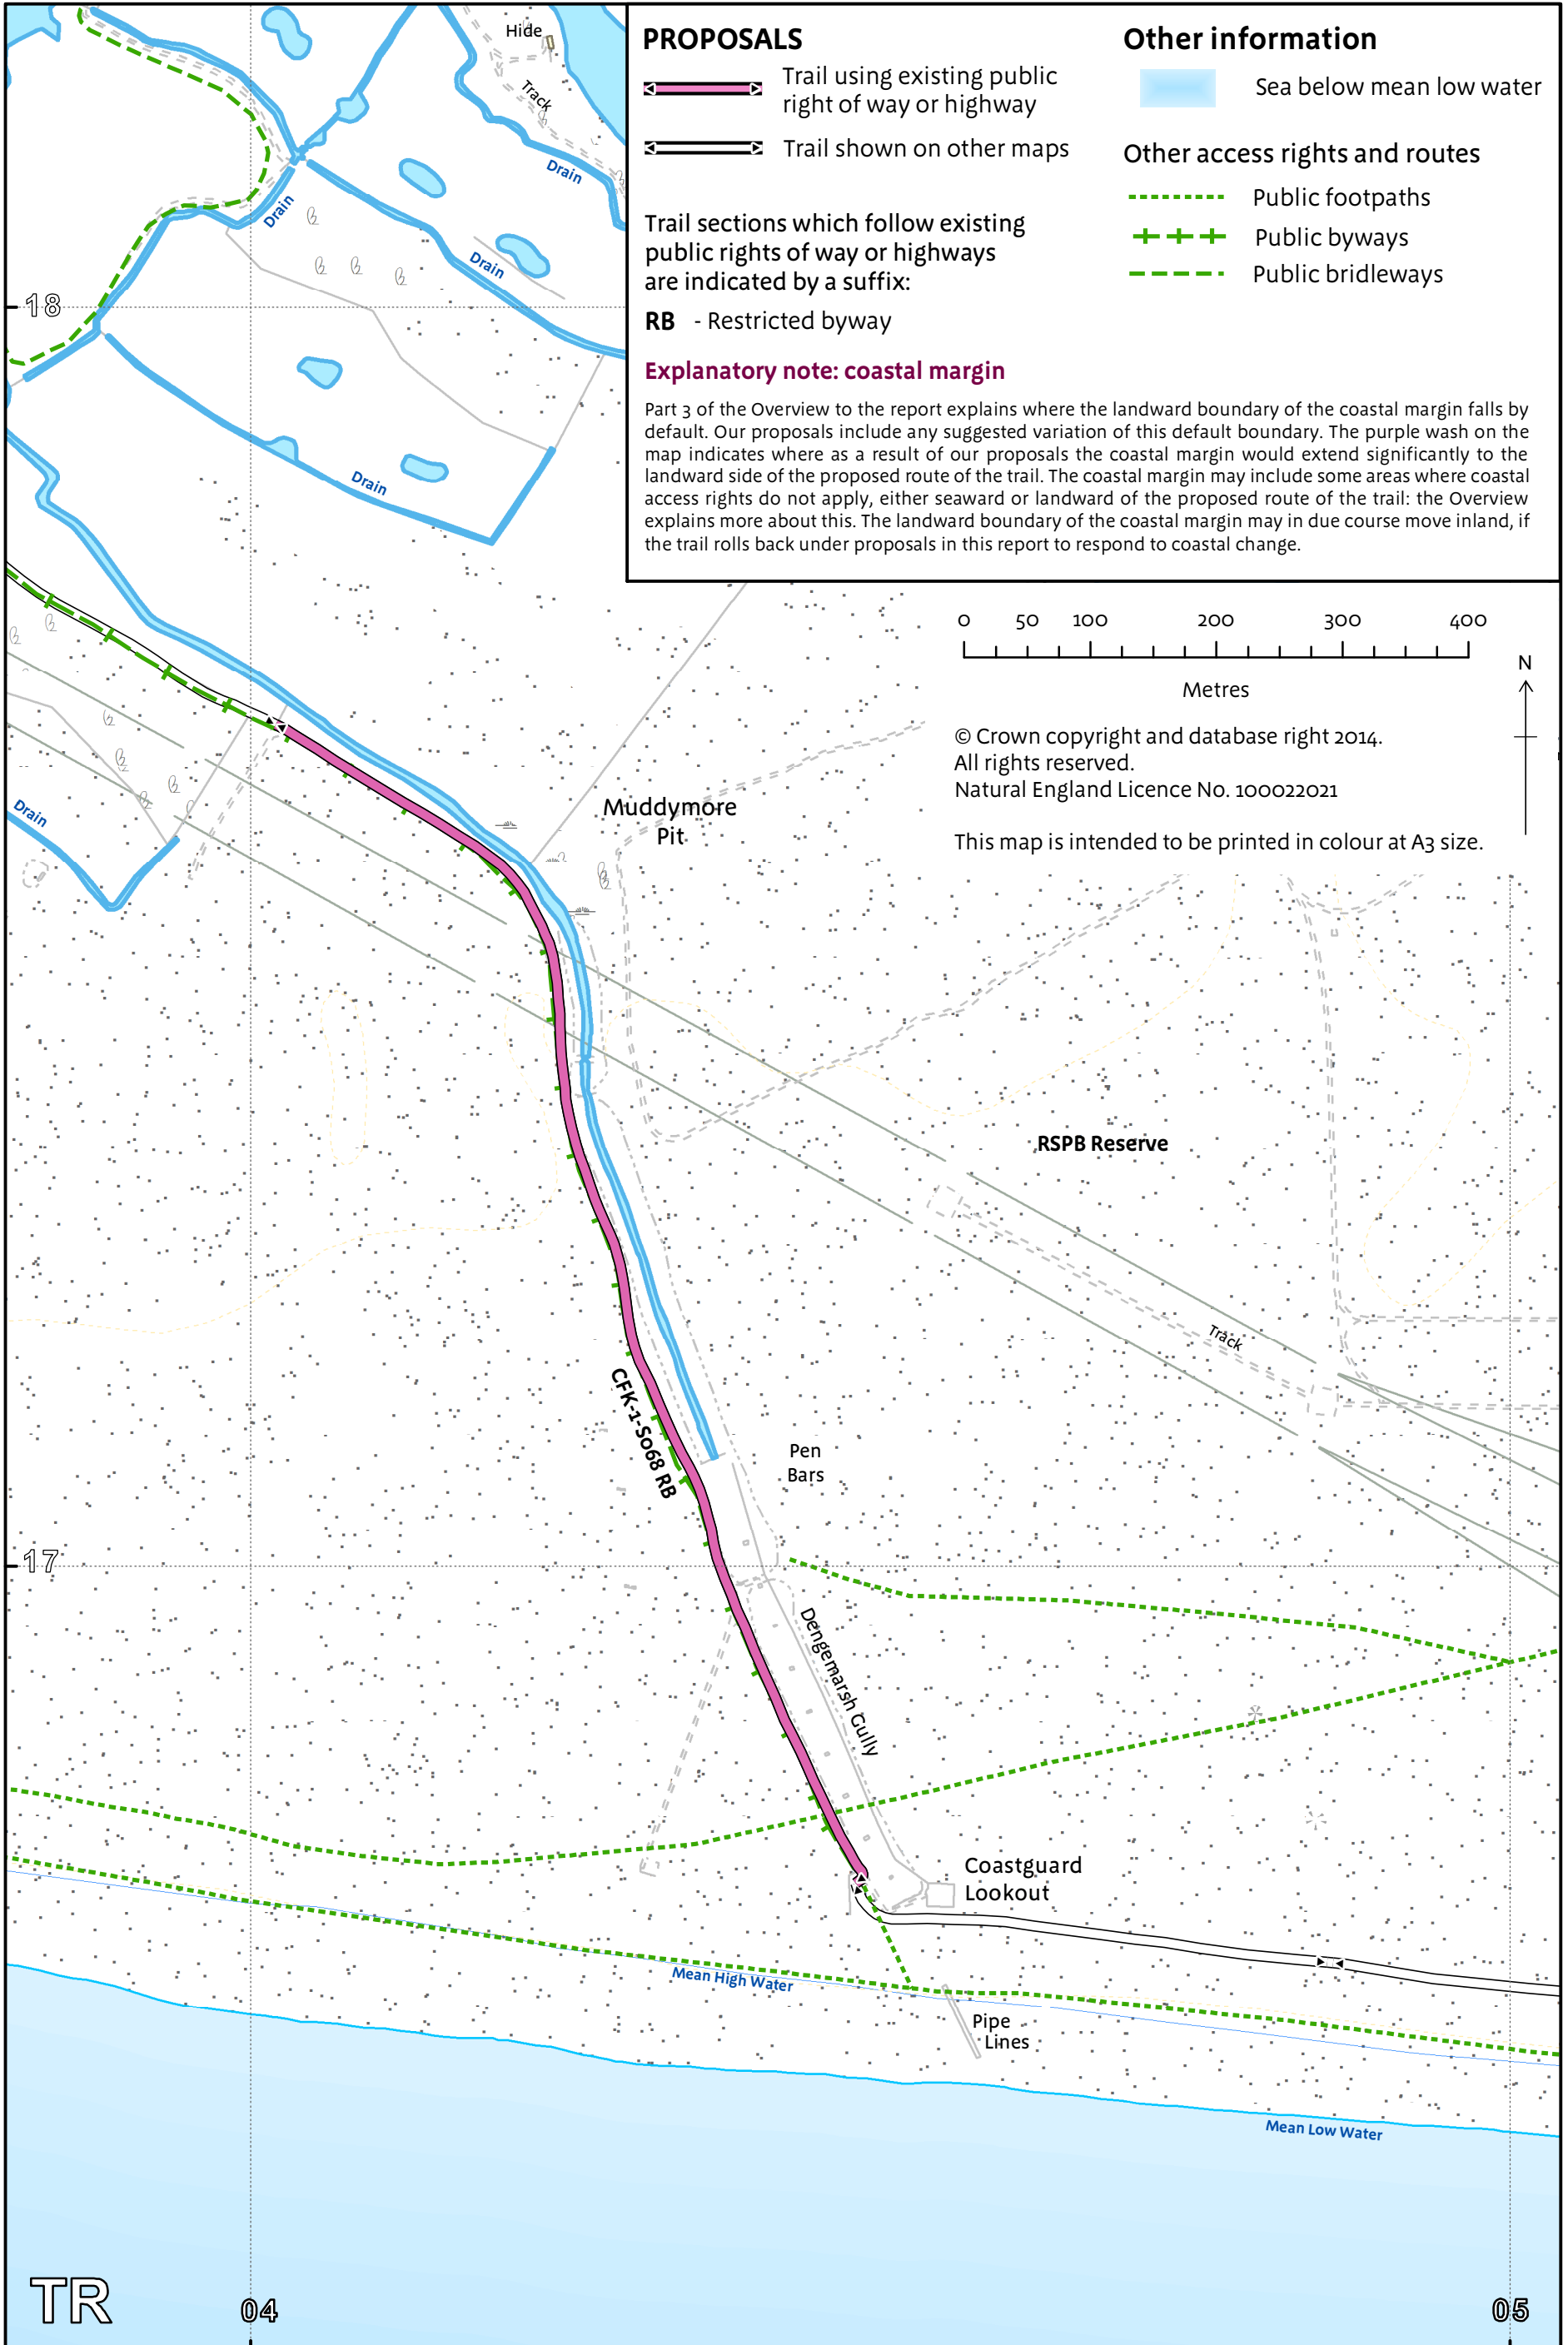 Hide
Track
Drain
Drain
Drain
Drain
18
PROPOSALS
Trail using existing public
right of way or highway
Trail shown on other maps
Trail sections which follow existing
public rights of way or highways
are indicated by a suffix:
RB - Restricted byway
Other information
Sea below mean low water
Other access rights and routes
Public footpaths
Public byways
Public bridleways
Explanatory note: coastal margin
Part 3 of the Overview to the report explains where the landward boundary of the coastal margin falls by
default. Our proposals include any suggested variation of this default boundary. The purple wash on the
map indicates where as a result of our proposals the coastal margin would extend significantly to the
landward side of the proposed route of the trail. The coastal margin may include some areas where coastal
access rights do not apply, either seaward or landward of the proposed route of the trail: the Overview
explains more about this. The landward boundary of the coastal margin may in due course move inland, if
the trail rolls back under proposals in this report to respond to coastal change.
0 50 100 200 300 400
Metres
N
© Crown copyright and database right 2014.
All rights reserved.
Natural England Licence No. 100022021
This map is intended to be printed in colour at A3 size.
Muddymore
Pit
Drain
RSPB Reserve
Track
CFK-1-S068 RB
Pen
Bars
17
Dengemarsh Gully
Coastguard
Lookout
Mean High Water
Pipe
Lines
Mean Low Water
TR
04
05